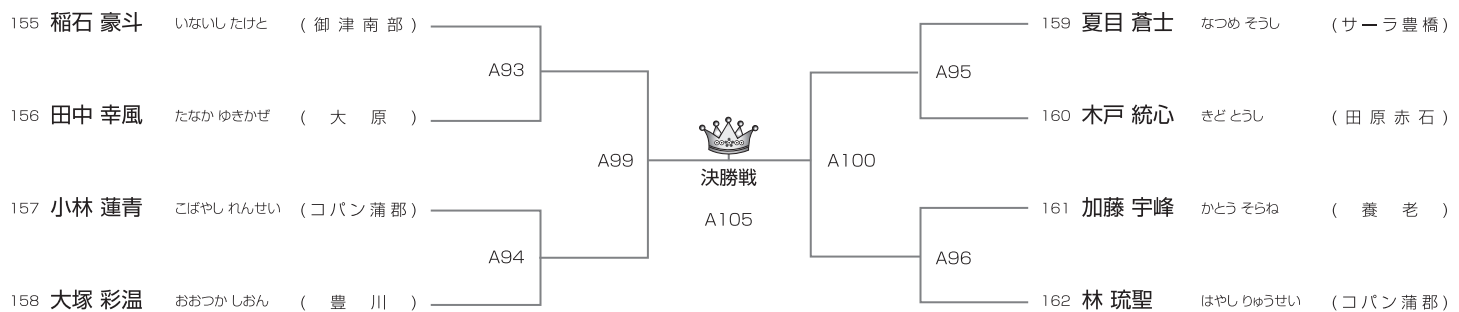 155 稲石 豪斗 いないし たけと (御津南部)
156 田中 幸風 たなか ゆきかぜ (大原)
157 小林 蓮青 こばやし れんせい (コパン蒲郡)
158 大塚 彩温 おおつか しおん (豊川)
A93
A94
A99
決勝戦
A105
A100
A95
A96
159 夏目 蒼士 なつめ そうし (サーラ豊橋)
160 木戸 統心 きど とうし (田原赤石)
161 加藤 宇峰 かとう そらね (養老)
162 林 琉聖 はやし りゅうせい (コパン蒲郡)